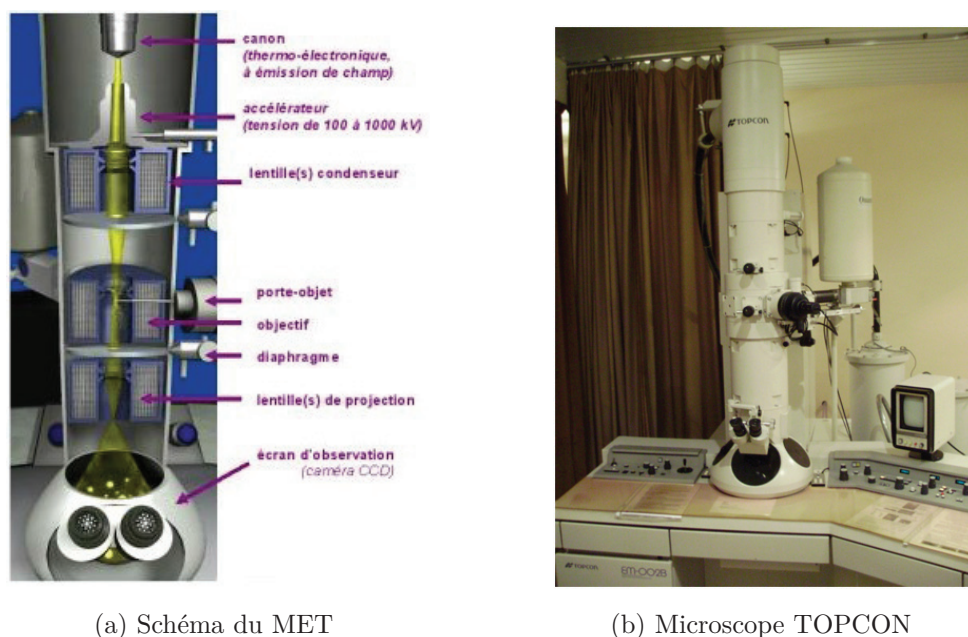 canon
(thermo-électronique,
à émission de champ)
accélérateur
(tension de 100 à 1000 kV)
lentille(s) condenseur
porte-objet
objectif
diaphragme
lentille(s) de projection
écran d'observation
(caméra CCD)
TOPCON
TOPCON
EM-002B
(a) Schéma du MET
(b) Microscope TOPCON